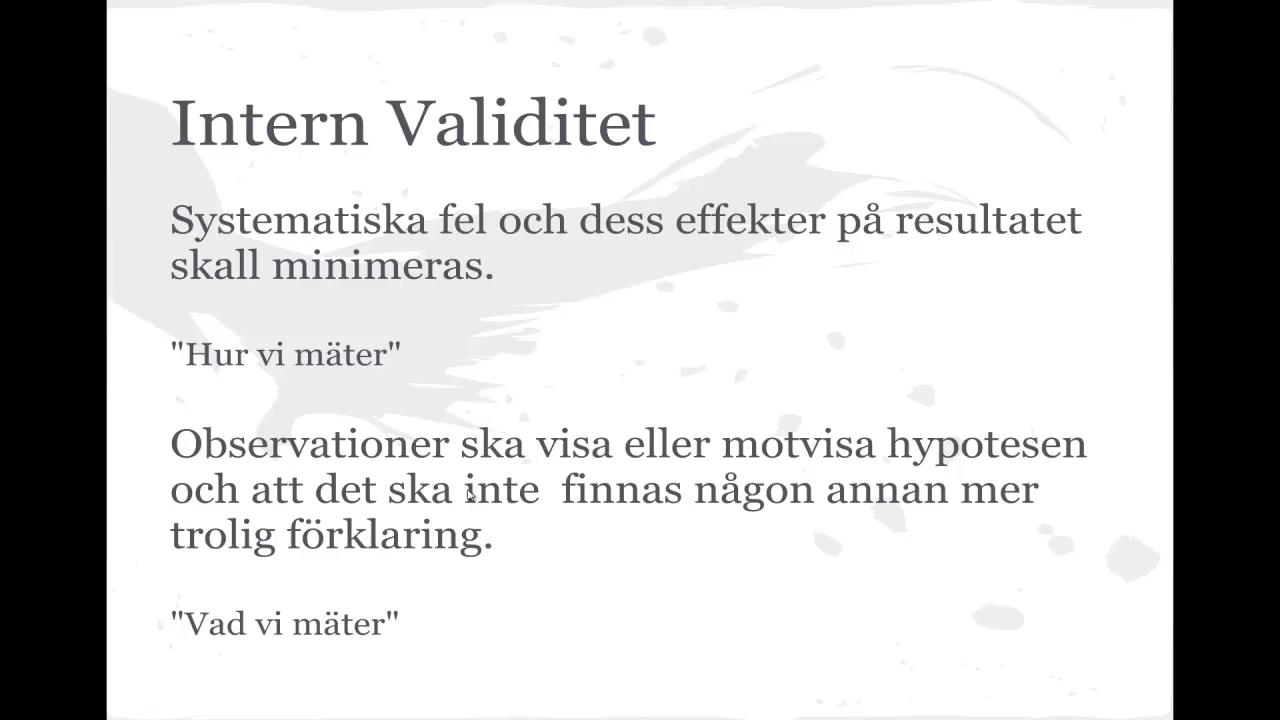 Intern Validitet
Systematiska fel och dess effekter på resultatet
skall minimeras.
"Hur vi mäter"
Observationer ska visa eller motvisa hypotesen
och att det ska inte  finnas någon annan mer
trolig förklaring.
"Vad vi mäter"